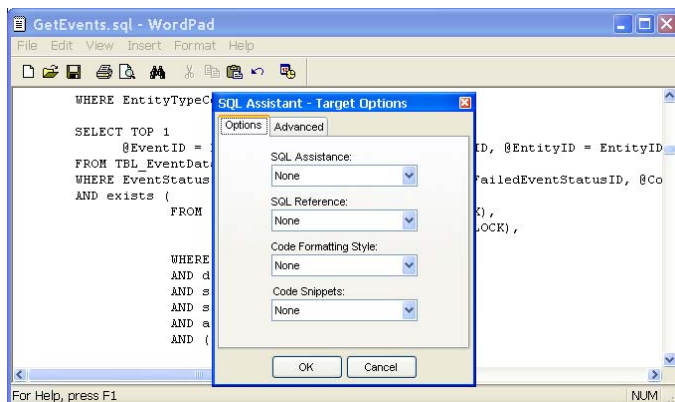 GetEvents.sql - WordPad
File Edit View Insert Format Help
WHERE EntityTypeC
SQL Assistant - Target Options
Options Advanced
SELECT TOP 1
@EventID = ID, @EntityID = EntityID
FROM TBL_EventData
WHERE EventStatus FailedEventStatusID, @Co
AND exists (
FROM K),
LOCK),
WHERE
AND d
AND s
AND s
AND a
AND (
SQL Assistance:
None
SQL Reference:
None
Code Formatting Style:
None
Code Snippets:
None
OK Cancel
For Help, press F1 NUM